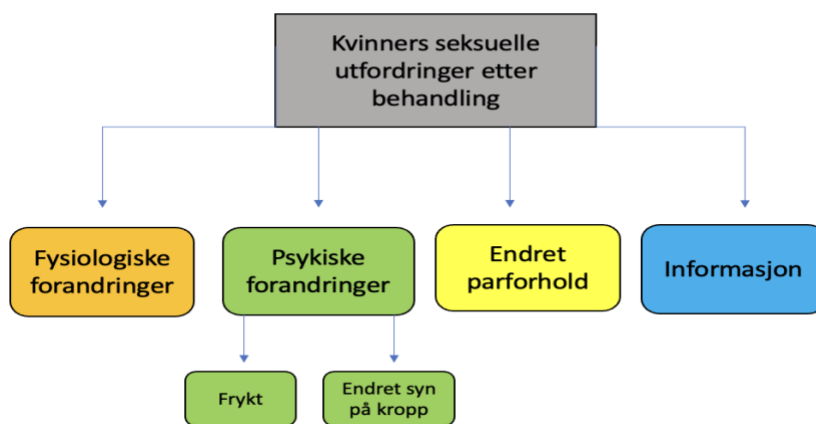 Kvinners seksuelle
utfordringer etter
behandling
Fysiologiske
forandringer
Psykiske
forandringer
Endret
parforhold
Informasjon
Frykt
Endret syn
på kropp